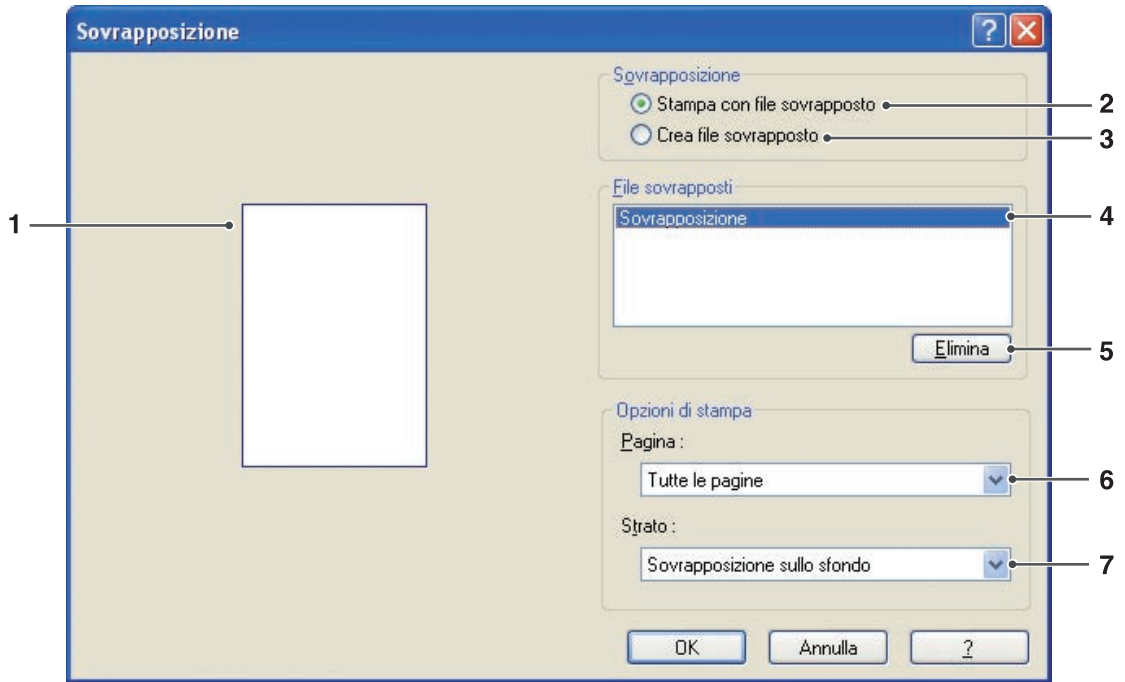 Sovrapposizione
?
Sovrapposizione
Stampa con file sovrapposto
2
Crea file sovrapposto
3
File sovrapposti
1
Sovrapposizione
4
Elimina
5
Opzioni di stampa
Pagina :
Tutte le pagine
6
Strato :
Sovrapposizione sullo sfondo
7
OK
Annulla
?